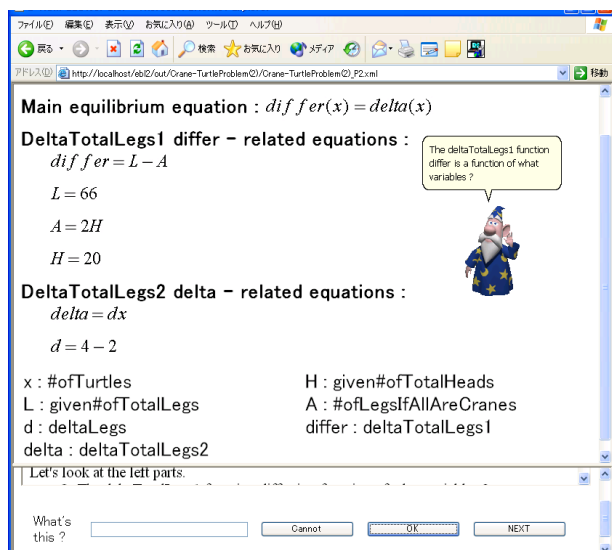 ファイル(F) 編集(E) 表示(V) お気に入り(A) ツール(T) ヘルプ(H)
戻る 検索 お気に入り メディア
アドレス(D) http://localhost/ebl2/out/Crane-TurtleProblem(2)/Crane-TurtleProblem(2)_P2.xml 移動
Main equilibrium equation : differ(x) = delta(x)
DeltaTotalLegs1 differ – related equations :
differ = L – A
The deltaTotalLegs1 function
differ is a function of what
variables ?
L = 66
A = 2H
H = 20
DeltaTotalLegs2 delta – related equations :
delta = dx
d = 4 – 2
x : #ofTurtles H : given#ofTotalHeads
L : given#ofTotalLegs A : #ofLegsIfAllAreCranes
d : deltaLegs differ : deltaTotalLegs1
delta : deltaTotalLegs2
Let's look at the left parts.
What's
this ? Cannot OK NEXT